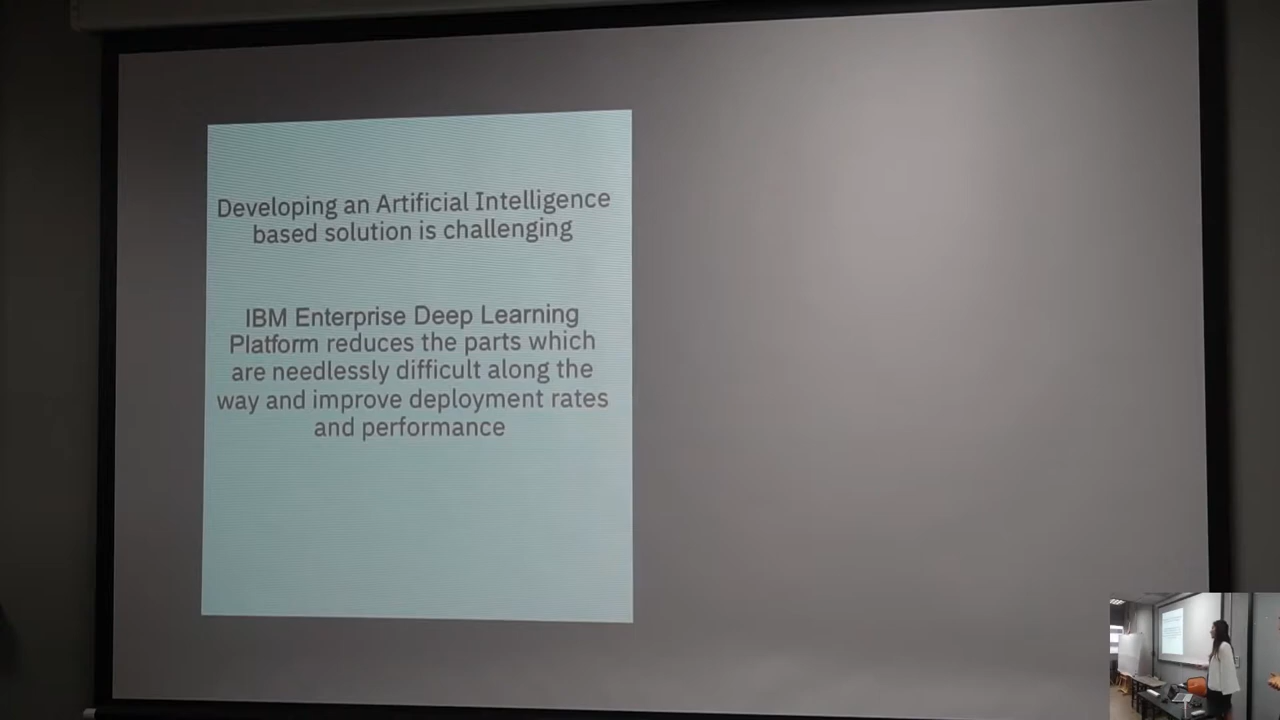 Developing an Artificial Intelligence
based solution is challenging
IBM Enterprise Deep Learning
Platform reduces the parts which
are needlessly difficult along the
way and improve deployment rates
and performance